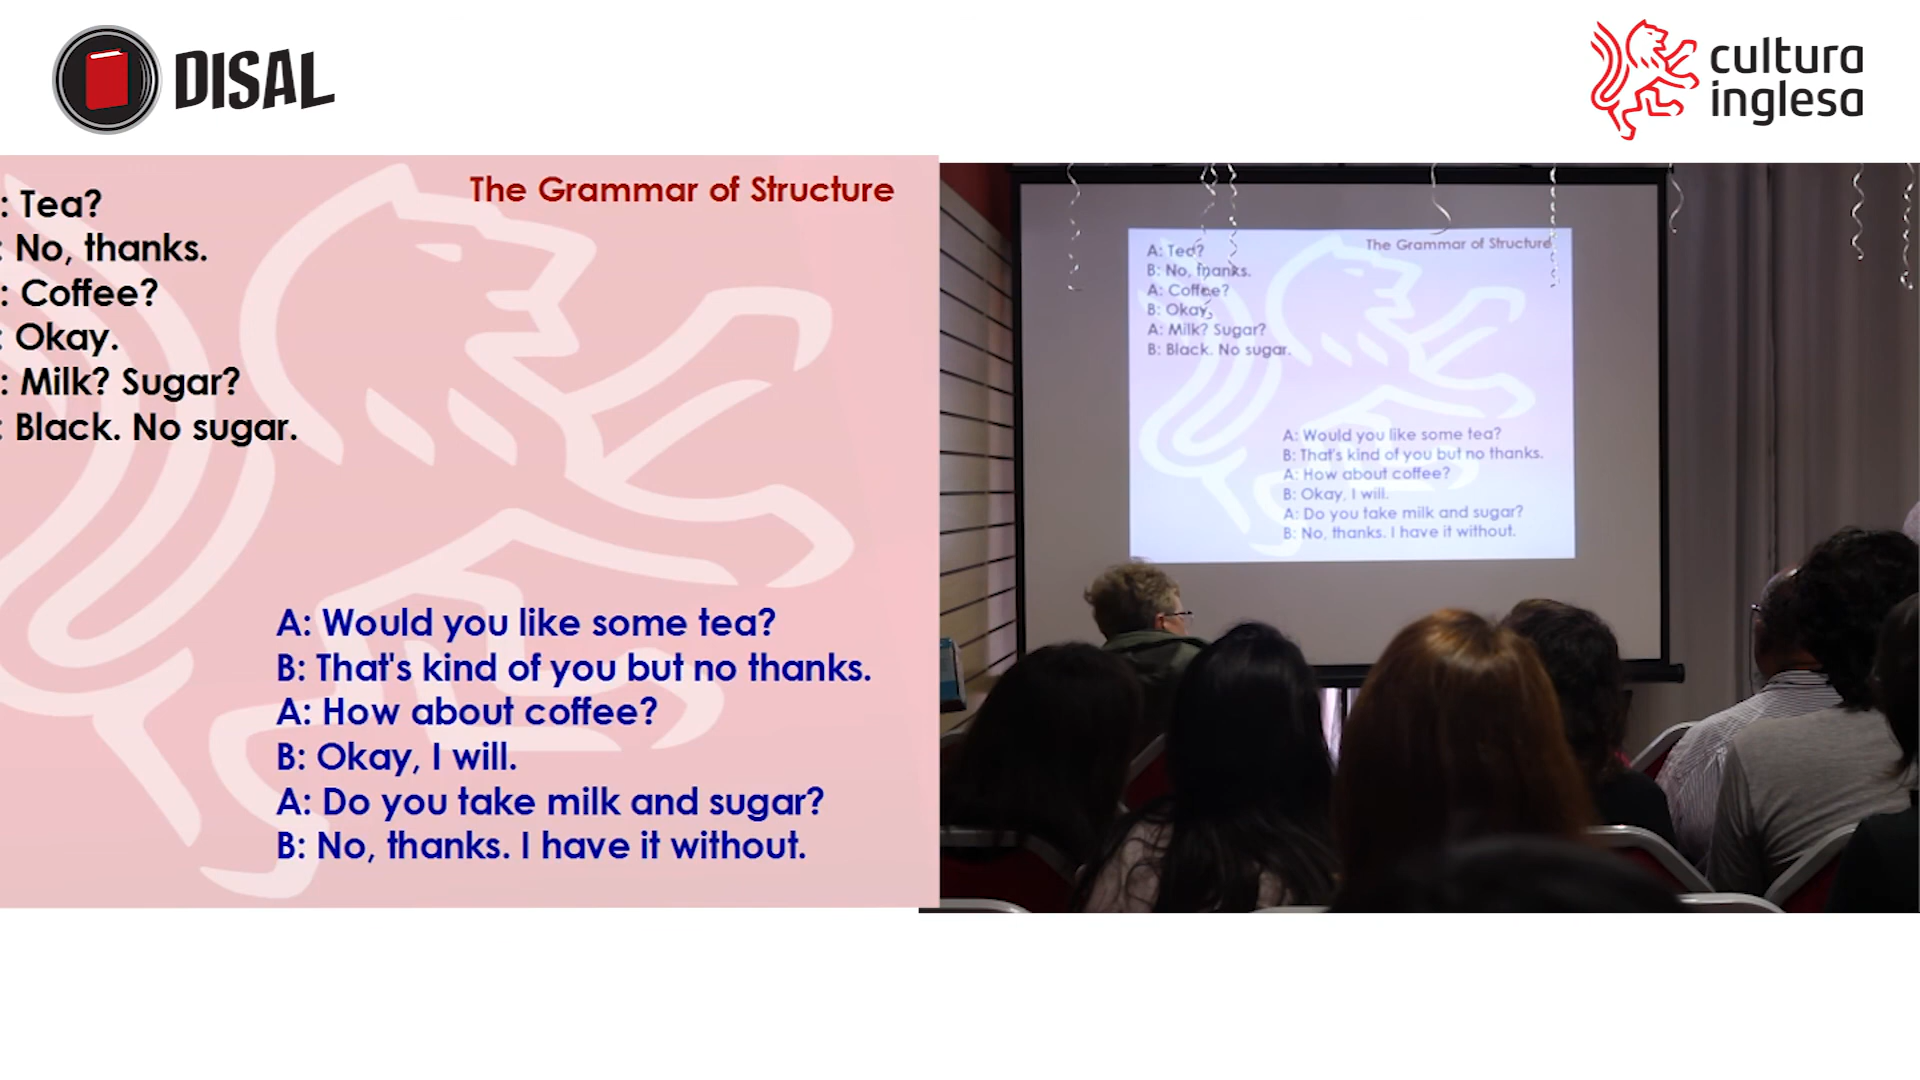 DISAL
cultura
inglesa
The Grammar of Structure
: Tea?
: No, thanks.
: Coffee?
: Okay.
: Milk? Sugar?
: Black. No sugar.
A: Would you like some tea?
B: That's kind of you but no thanks.
A: How about coffee?
B: Okay, I will.
A: Do you take milk and sugar?
B: No, thanks. I have it without.
The Grammar of Structure
A: Tea?
B: No, thanks.
A: Coffee?
B: Okay.
A: Milk? Sugar?
B: Black. No sugar.
A: Would you like some tea?
B: That's kind of you but no thanks.
A: How about coffee?
B: Okay, I will.
A: Do you take milk and sugar?
B: No, thanks. I have it without.